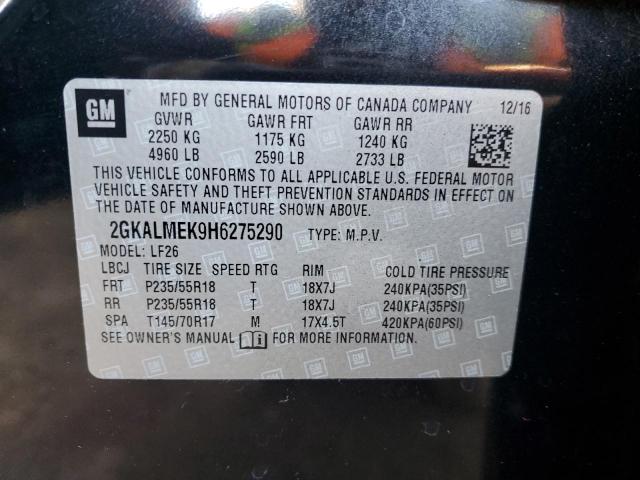 GM MFD BY GENERAL MOTORS OF CANADA COMPANY 12/16
GVWR GAWR FRT GAWR RR
2250 KG 1175 KG 1240 KG
4960 LB 2590 LB 2733 LB
THIS VEHICLE CONFORMS TO ALL APPLICABLE U.S. FEDERAL MOTOR
VEHICLE SAFETY AND THEFT PREVENTION STANDARDS IN EFFECT ON
THE DATE OF MANUFACTURE SHOWN ABOVE.
2GKALMEK9H6275290 TYPE: M.P.V.
MODEL: LF26
LBCJ TIRE SIZE SPEED RTG RIM COLD TIRE PRESSURE
FRT P235/55R18 T 18X7J 240KPA(35PSI)
RR P235/55R18 T 18X7J 240KPA(35PSI)
SPA T145/70R17 M 17X4.5T 420KPA(60PSI)
SEE OWNER'S MANUAL FOR MORE INFORMATION.